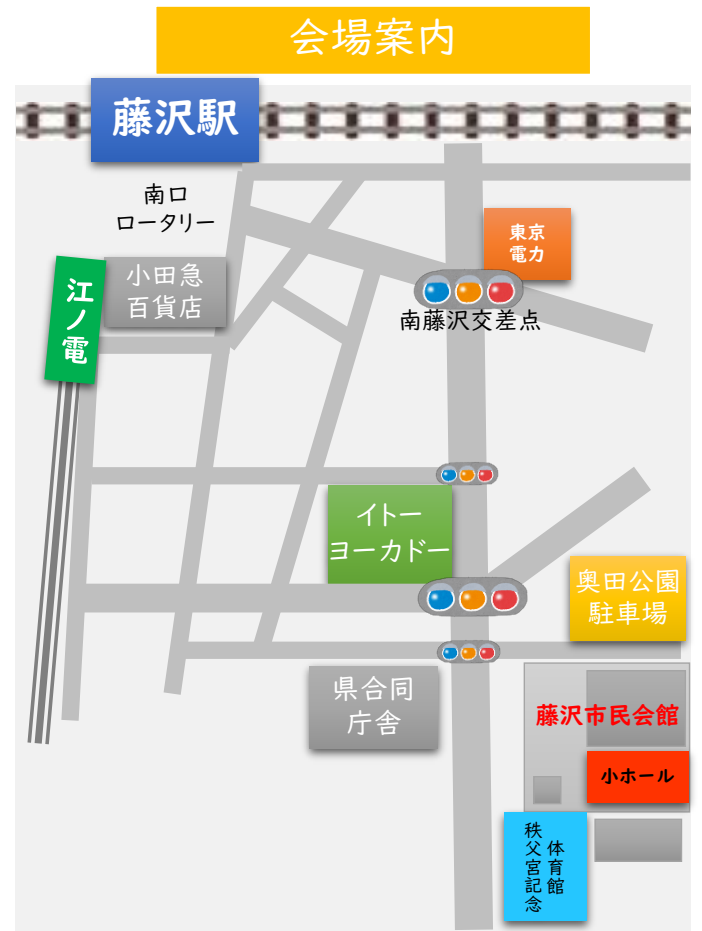 会場案内
藤沢駅
南口
ロータリー
東京
電力
小田急
百貨店
江ノ電
南藤沢交差点
イトー
ヨーカドー
奥田公園
駐車場
県合同
庁舎
藤沢市民会館
小ホール
秩父宮記念
体育館